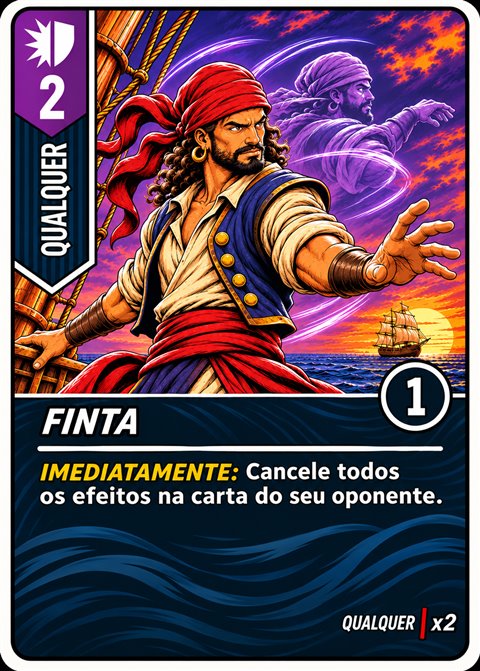 2
QUALQUER
1
FINTA
IMEDIATAMENTE: Cancele todos
os efeitos na carta do seu oponente.
QUALQUER | x2